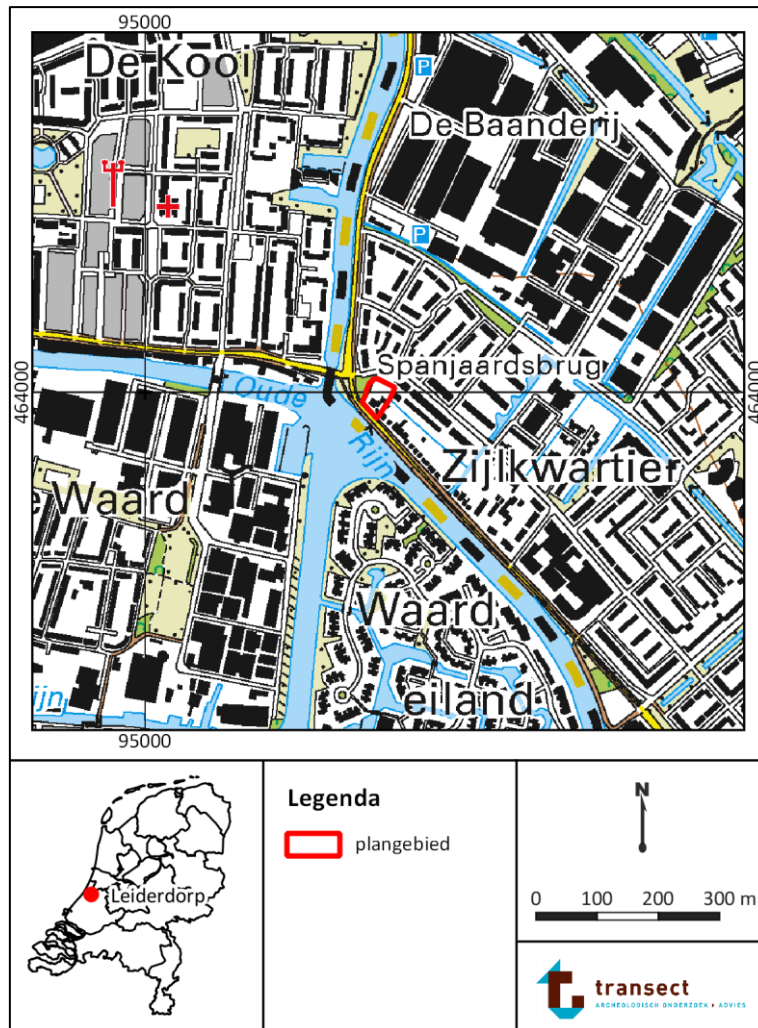 95000
De Kooi
P
P
De Baanderij
P
464000
464000
Spanjaardsbrug
Oude
Rijn
Zijlkwartier
Waard
Waard
eiland
ijn
95000
Leiderdorp
Legenda
plangebied
N
0 100 200 300 m
transect
ARCHEOLOGISCH ONDERZOEK ADVIES